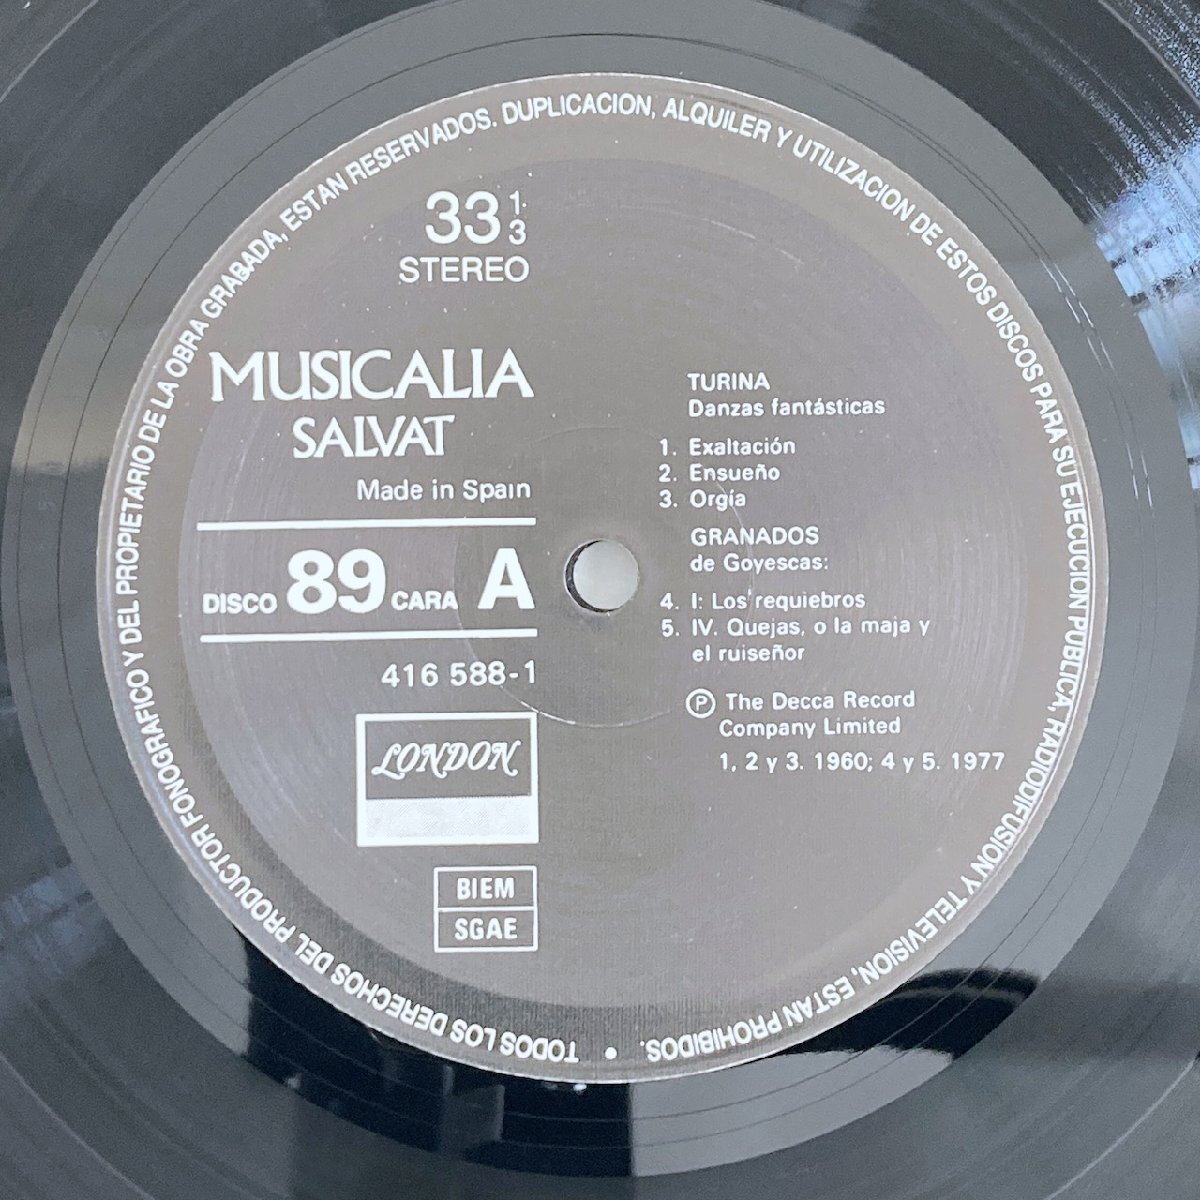 TODOS LOS DERECHOS DEL PRODUCTOR FONOGRAFICO Y DEL PROPIETARIO DE LA OBRA GRABADA, ESTAN RESERVADOS. DUPLICACION, ALQUILER Y UTILIZACION DE ESTOS DISCOS PARA SU EJECUCION PUBLICA, RADIODIFUSION Y TELEVISION, ESTAN PROHIBIDOS. •
33 1/3
STEREO
MUSICALIA
SALVAT
Made in Spain
DISCO 89 CARA A
416 588-1
LONDON
BIEM
SGAE
TURINA
Danzas fantásticas
1. Exaltación
2. Ensueño
3. Orgía
GRANADOS
de Goyescas:
4. I: Los requiebros
5. IV. Quejas, o la maja y
el ruiseñor
Ⓟ The Decca Record
Company Limited
1, 2 y 3. 1960; 4 y 5. 1977